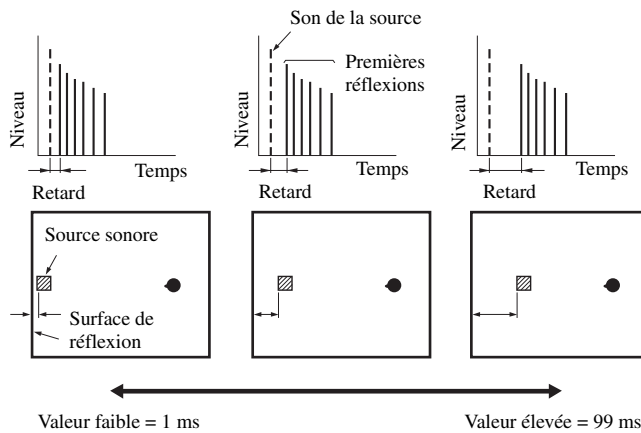 Son de la source
Premières
réflexions
Niveau
Niveau
Niveau
Temps
Temps
Temps
Retard
Retard
Retard
Source sonore
Surface de
réflexion
Valeur faible = 1 ms
Valeur élevée = 99 ms